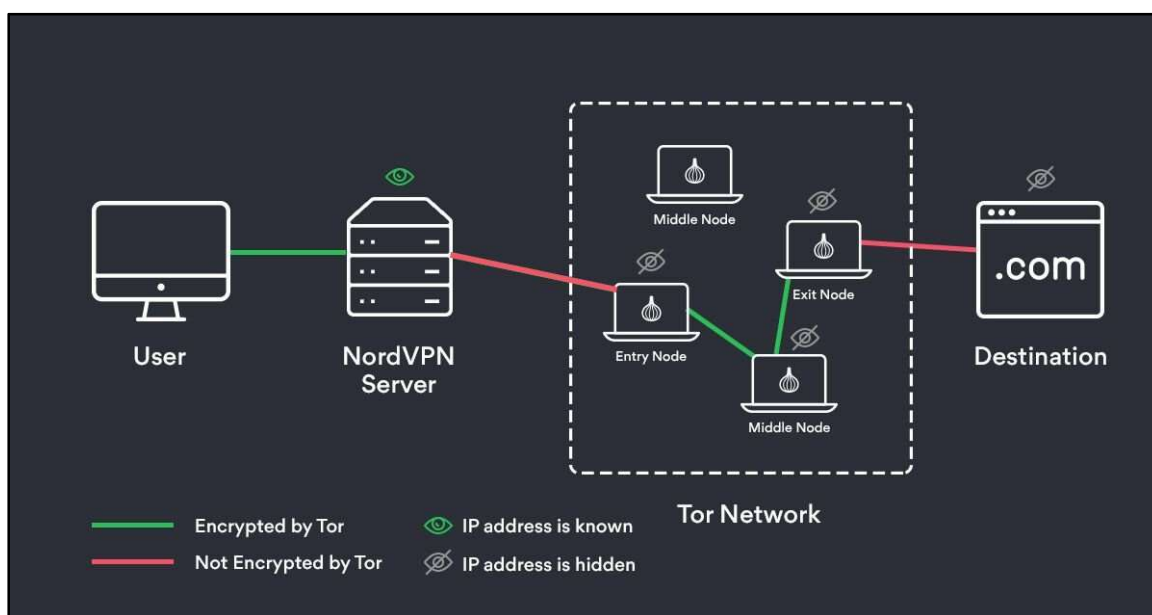 Middle Node
.com
Exit Node
Entry Node
User
NordVPN
Server
Destination
Middle Node
Tor Network
Encrypted by Tor
IP address is known
Not Encrypted by Tor
IP address is hidden